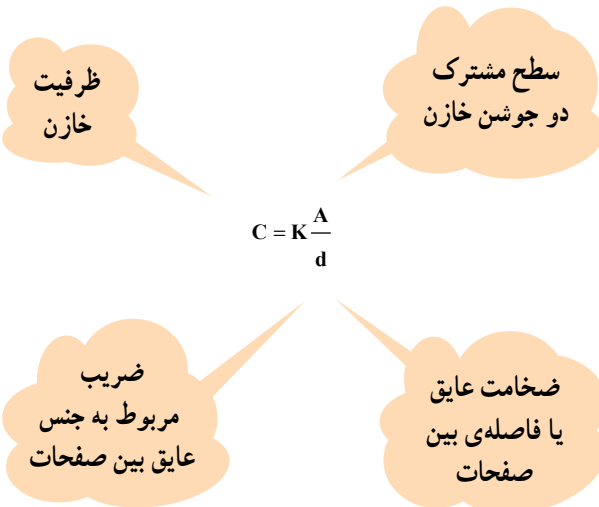 سطح مشترک
دو جوشن خازن
ظرفیت
خازن
C = K A/d
ضریب
مربوط به جنس
عایق بین صفحات
ضخامت عایق
یا فاصله‌ی بین
صفحات